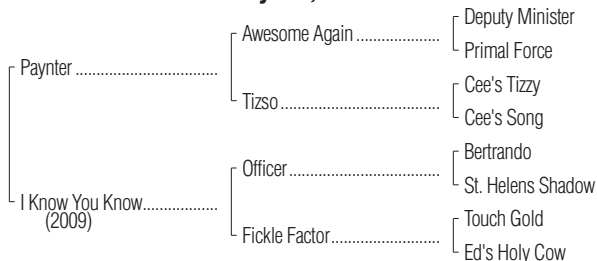 Deputy Minister
Awesome Again ..................
Primal Force
Paynter ...............................
Cee's Tizzy
Tizso ..................................
Cee's Song
Bertrando
Officer .................................
St. Helens Shadow
I Know You Know................
(2009)
Touch Gold
Fickle Factor........................
Ed's Holy Cow